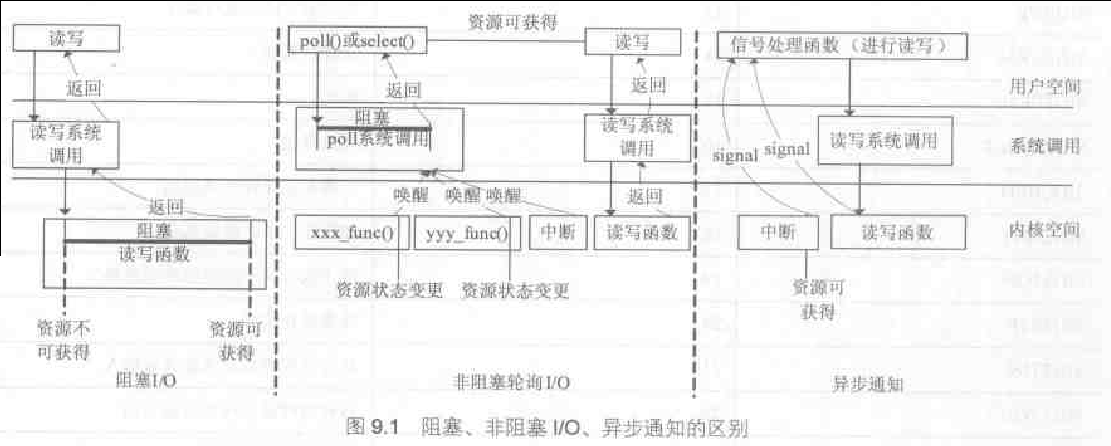 读写
返回
读写系统
调用
返回
阻塞
读写函数
资源不
可获得
资源可
获得
阻塞I/O
资源可获得
poll()或select()
读写
返回
返回
阻塞
poll系统调用
读写系统
调用
唤醒
唤醒
唤醒
返回
xxx_func()
yyy_func()
中断
读写函数
资源状态变更
资源状态变更
非阻塞轮询I/O
信号处理函数（进行读写）
用户空间
signal
signal
读写系统调用
系统调用
中断
读写函数
内核空间
资源可
获得
异步通知
图 9.1 阻塞、非阻塞 I/O、异步通知的区别